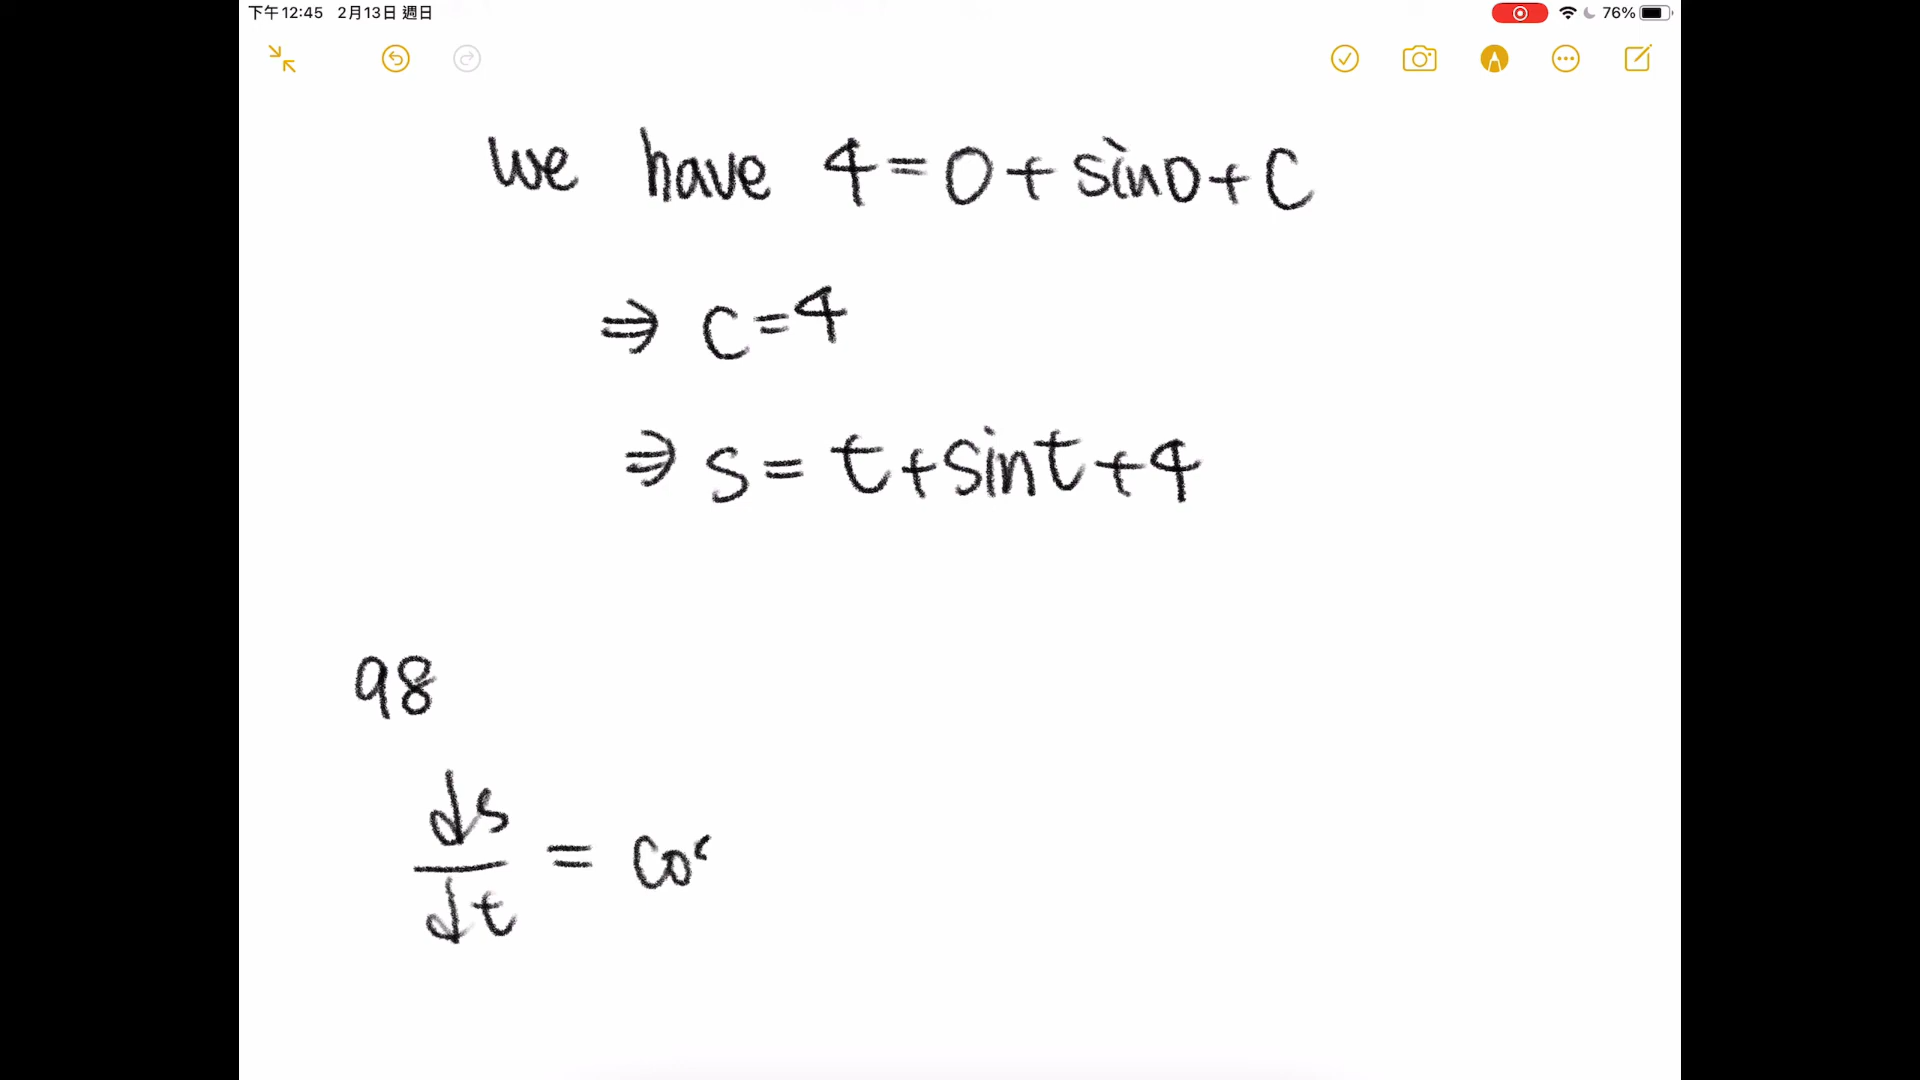 下午12:45 2月13日 週日 76%
we have 4=0+sin0+C
⇒ C=4
⇒ s= t+sint+4
98
ds/dt = cos